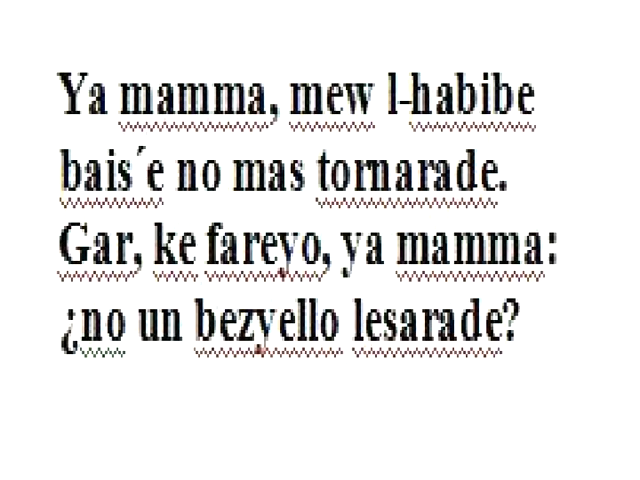 Ya mamma, mew l-habibe
bais´e no mas tornarade.
Gar, ke fareyo, ya mamma:
¿no un bezyello lesarade?